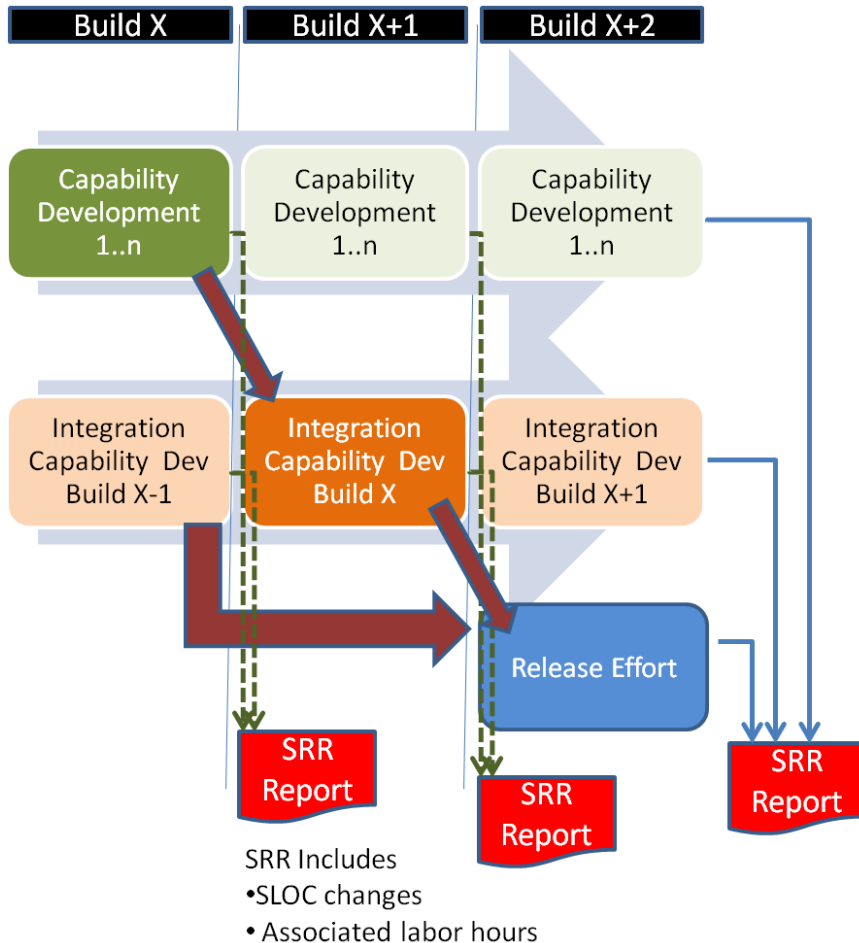 Build X
Build X+1
Build X+2
Capability
Development
1..n
Capability
Development
1..n
Capability
Development
1..n
Integration
Capability Dev
Build X-1
Integration
Capability Dev
Build X
Integration
Capability Dev
Build X+1
Release Effort
SRR
Report
SRR
Report
SRR
Report
SRR Includes
•SLOC changes
• Associated labor hours